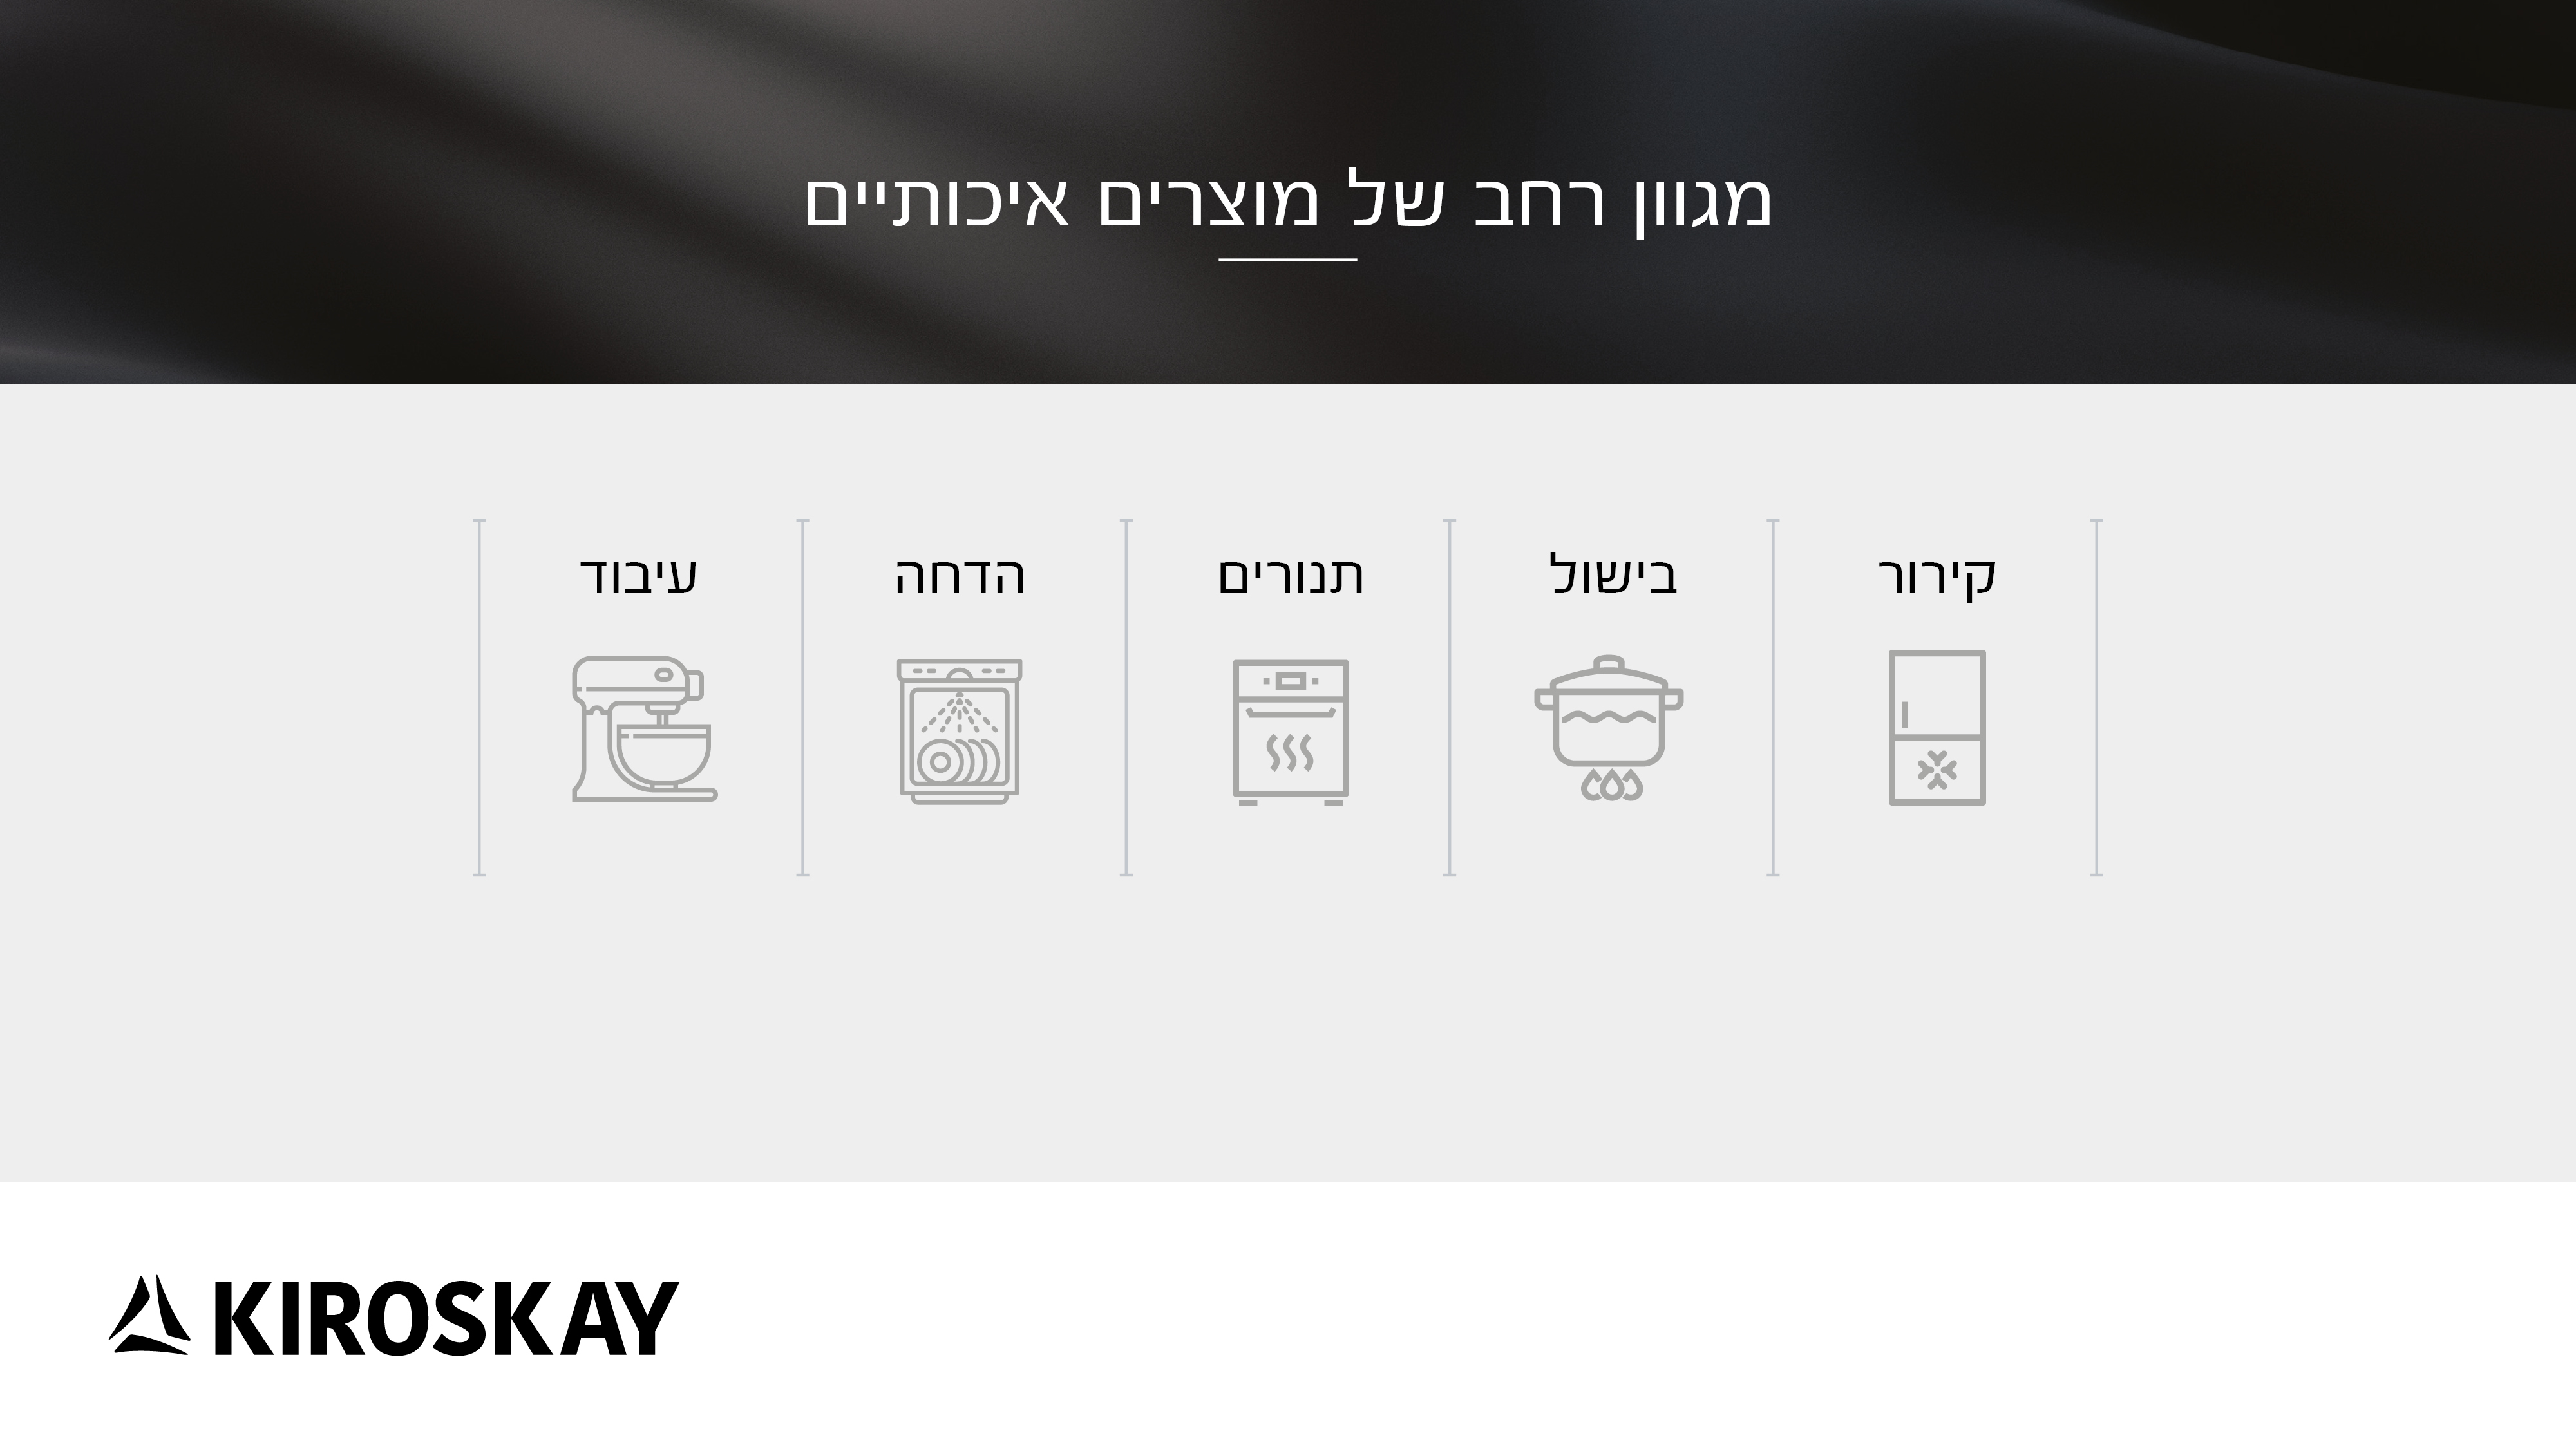 מגוון רחב של מוצרים איכותיים
קירור
בישול
תנורים
הדחה
עיבוד
KIROSKAY